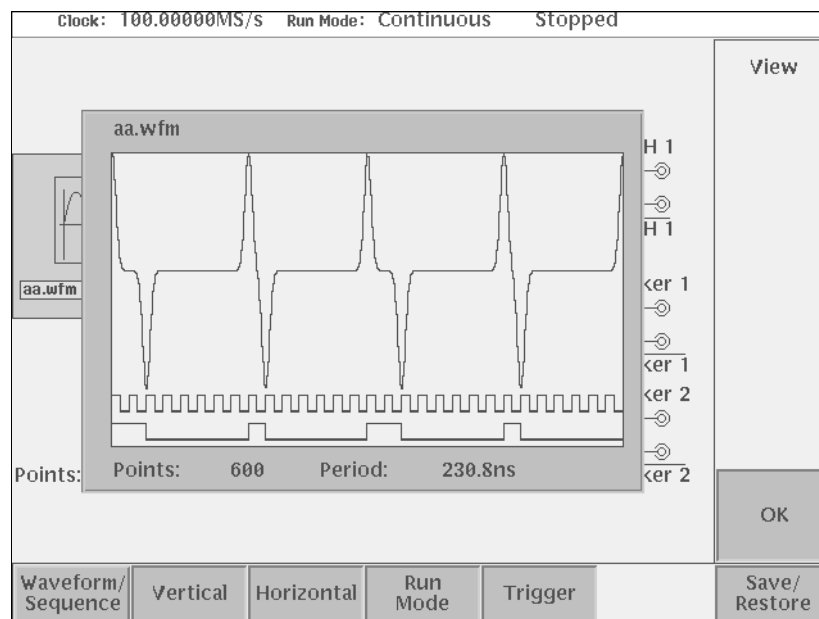 Clock: 100.00000MS/s Run Mode: Continuous Stopped
View
aa.wfm
H 1
H 1
aa.wfm
ker 1
ker 1
ker 2
Points:
Points: 600 Period: 230.8ns
ker 2
OK
Waveform/
Sequence
Vertical
Horizontal
Run
Mode
Trigger
Save/
Restore